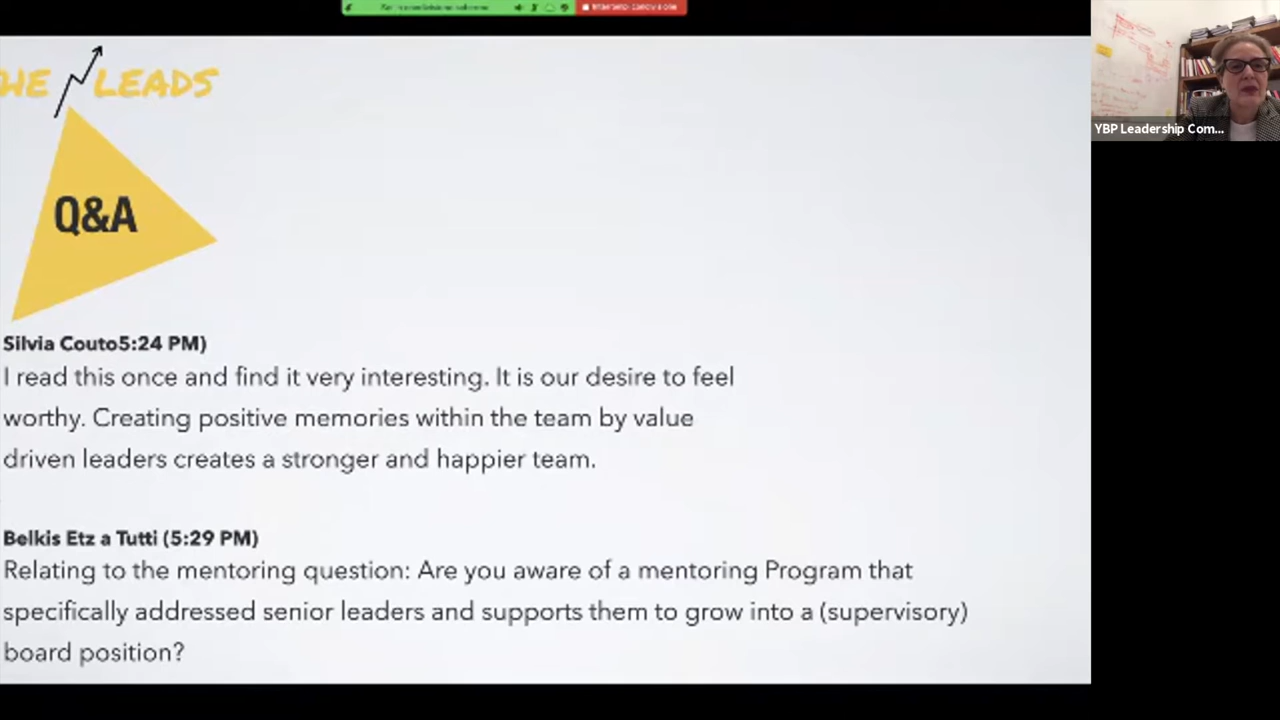 HE LEADS
Q&A
YBP Leadership Com...
Silvia Couto5:24 PM)
I read this once and find it very interesting. It is our desire to feel
worthy. Creating positive memories within the team by value
driven leaders creates a stronger and happier team.
Belkis Etz a Tutti (5:29 PM)
Relating to the mentoring question: Are you aware of a mentoring Program that
specifically addressed senior leaders and supports them to grow into a (supervisory)
board position?